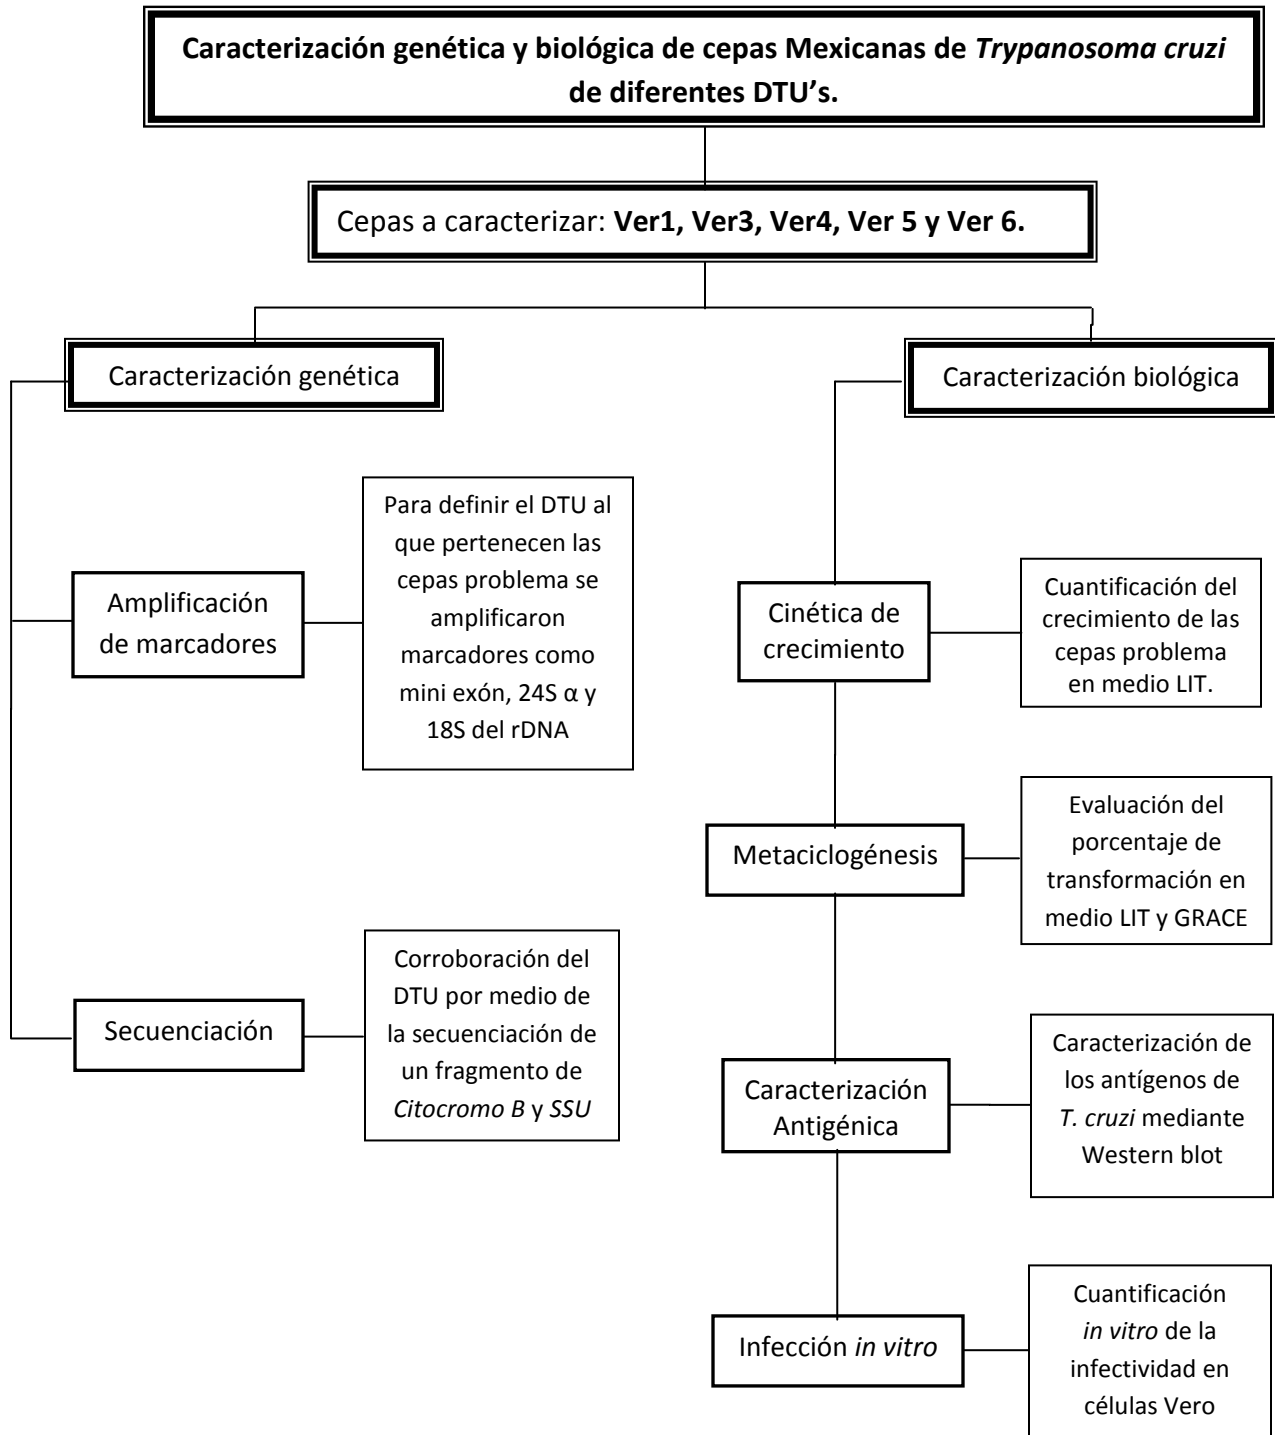 Caracterización genética y biológica de cepas Mexicanas de Trypanosoma cruzi
de diferentes DTU’s.
Cepas a caracterizar: Ver1, Ver3, Ver4, Ver 5 y Ver 6.
Caracterización genética
Amplificación
de marcadores
Para definir el DTU al
que pertenecen las
cepas problema se
amplificaron
marcadores como
mini exón, 24S α y
18S del rDNA
Secuenciación
Corroboración del
DTU por medio de
la secuenciación de
un fragmento de
Citocromo B y SSU
Caracterización biológica
Cinética de
crecimiento
Cuantificación del
crecimiento de las
cepas problema
en medio LIT.
Metaciclogénesis
Evaluación del
porcentaje de
transformación en
medio LIT y GRACE
Caracterización
Antigénica
Caracterización de
los antígenos de
T. cruzi mediante
Western blot
Infección in vitro
Cuantificación
in vitro de la
infectividad en
células Vero